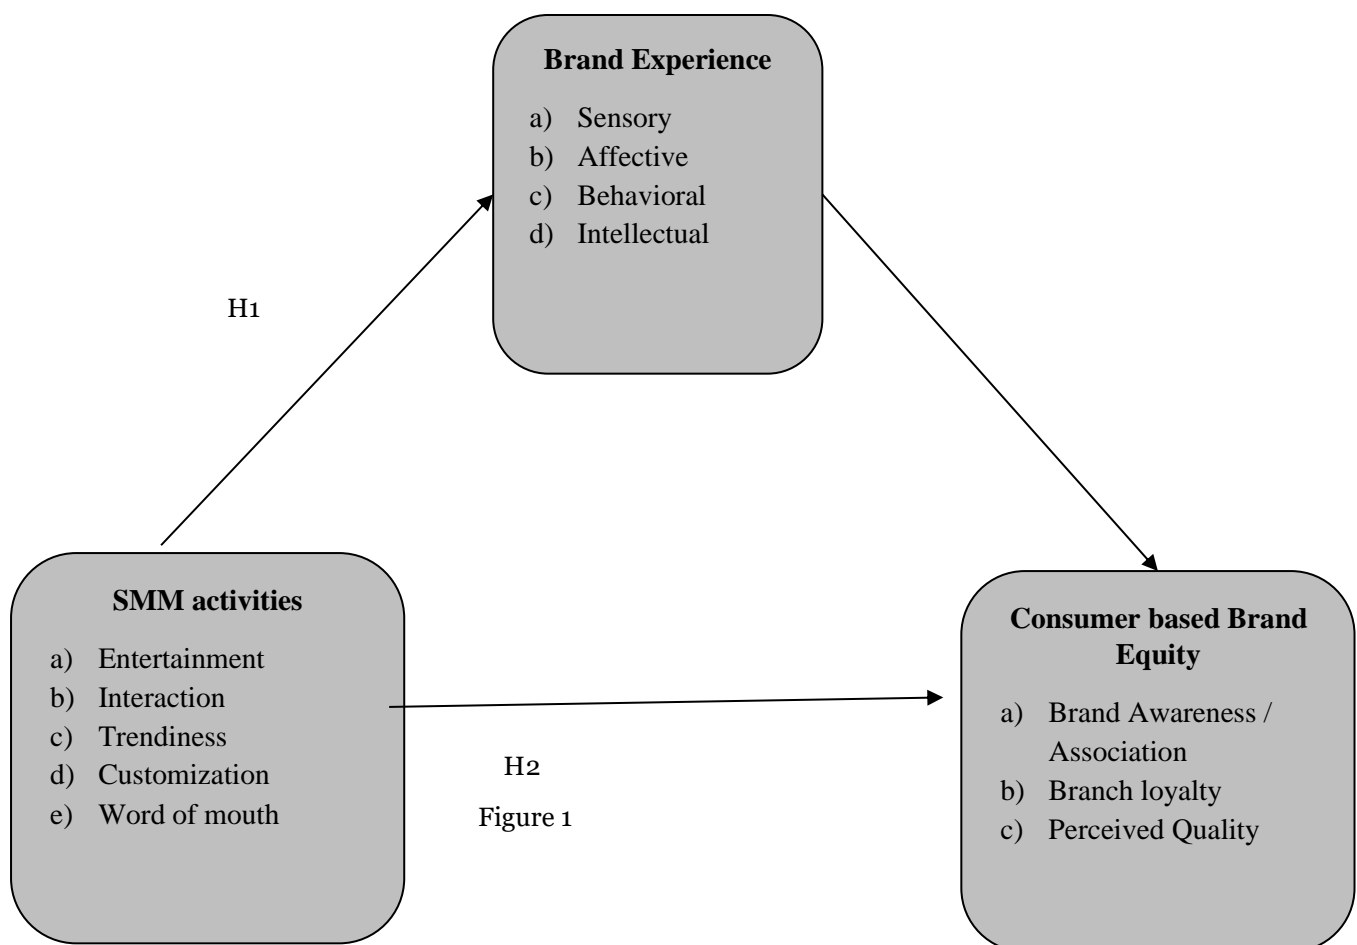 Brand Experience
a) Sensory
b) Affective
c) Behavioral
d) Intellectual
H1
SMM activities
a) Entertainment
b) Interaction
c) Trendiness
d) Customization
e) Word of mouth
H2
Figure 1
Consumer based Brand
Equity
a) Brand Awareness /
Association
b) Branch loyalty
c) Perceived Quality